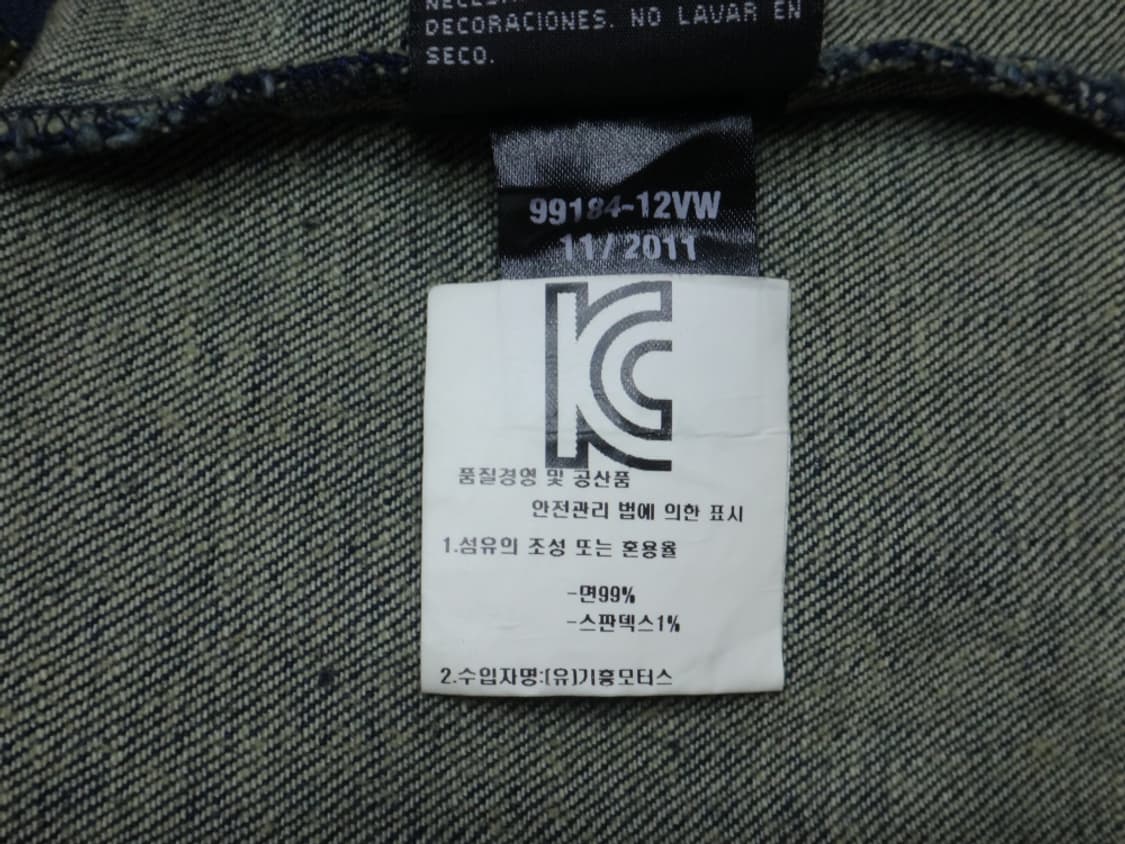 DECORACIONES. NO LAVAR EN
SECO.
99184-12VW
11/2011
KC
품질경영 및 공산품
안전관리 법에 의한 표시
1.섬유의 조성 또는 혼용율
-면99%
-스판덱스1%
2.수입자명:(유)기흥모터스